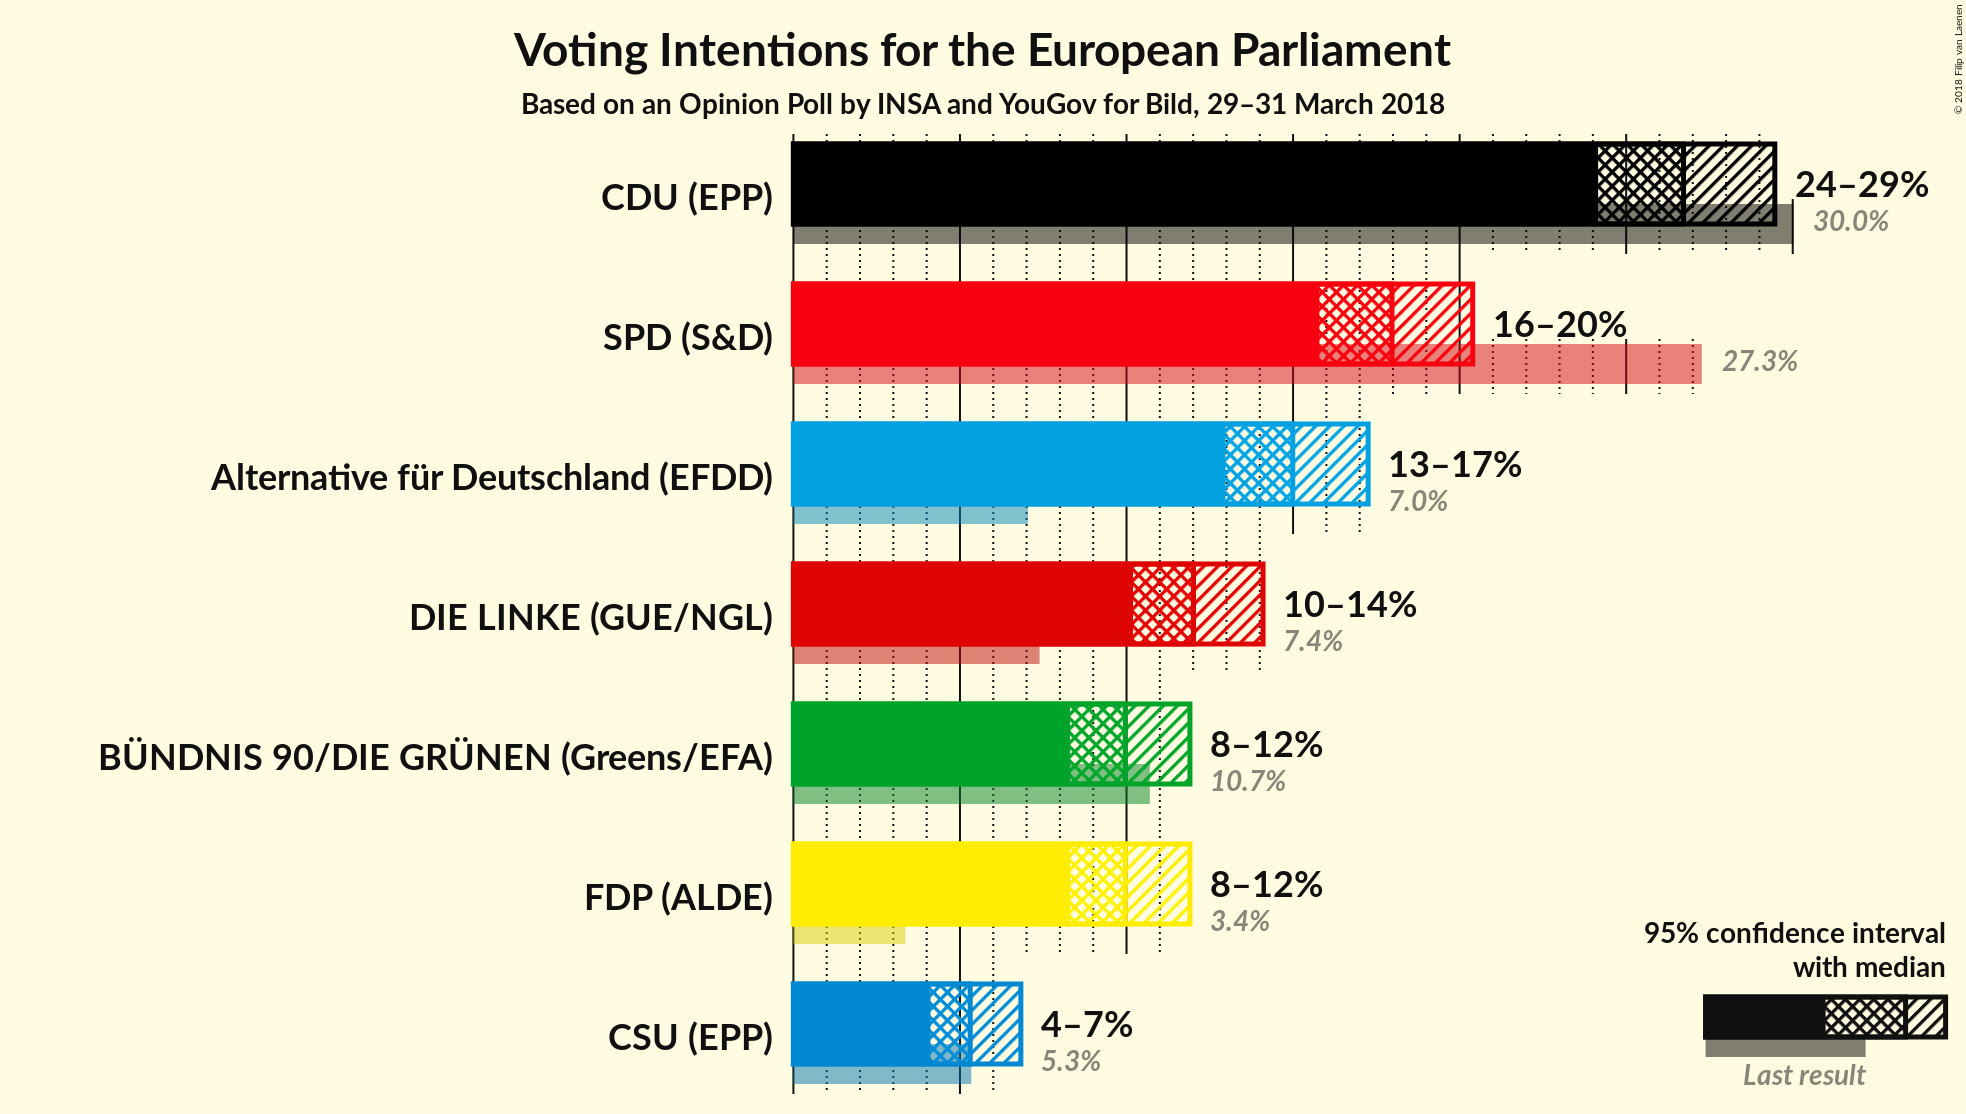 Voting Intentions for the European Parliament
Based on an Opinion Poll by INSA and YouGov for Bild, 29–31 March 2018
© 2018 Filip van Laenen
CDU (EPP)
24–29%
30.0%
SPD (S&D)
16–20%
27.3%
Alternative für Deutschland (EFDD)
13–17%
7.0%
DIE LINKE (GUE/NGL)
10–14%
7.4%
BÜNDNIS 90/DIE GRÜNEN (Greens/EFA)
8–12%
10.7%
FDP (ALDE)
8–12%
3.4%
CSU (EPP)
4–7%
5.3%
95% confidence interval
with median
Last result